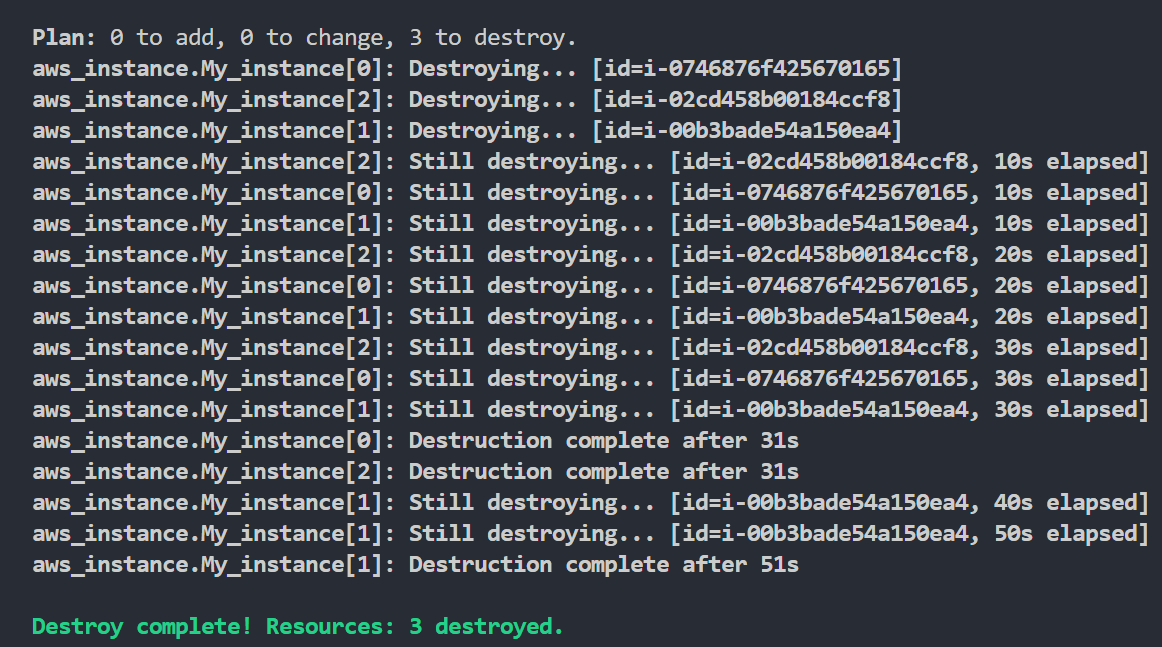 Plan: 0 to add, 0 to change, 3 to destroy.
aws_instance.My_instance[0]: Destroying... [id=i-0746876f425670165]
aws_instance.My_instance[2]: Destroying... [id=i-02cd458b00184ccf8]
aws_instance.My_instance[1]: Destroying... [id=i-00b3bade54a150ea4]
aws_instance.My_instance[2]: Still destroying... [id=i-02cd458b00184ccf8, 10s elapsed]
aws_instance.My_instance[0]: Still destroying... [id=i-0746876f425670165, 10s elapsed]
aws_instance.My_instance[1]: Still destroying... [id=i-00b3bade54a150ea4, 10s elapsed]
aws_instance.My_instance[2]: Still destroying... [id=i-02cd458b00184ccf8, 20s elapsed]
aws_instance.My_instance[0]: Still destroying... [id=i-0746876f425670165, 20s elapsed]
aws_instance.My_instance[1]: Still destroying... [id=i-00b3bade54a150ea4, 20s elapsed]
aws_instance.My_instance[2]: Still destroying... [id=i-02cd458b00184ccf8, 30s elapsed]
aws_instance.My_instance[0]: Still destroying... [id=i-0746876f425670165, 30s elapsed]
aws_instance.My_instance[1]: Still destroying... [id=i-00b3bade54a150ea4, 30s elapsed]
aws_instance.My_instance[0]: Destruction complete after 31s
aws_instance.My_instance[2]: Destruction complete after 31s
aws_instance.My_instance[1]: Still destroying... [id=i-00b3bade54a150ea4, 40s elapsed]
aws_instance.My_instance[1]: Still destroying... [id=i-00b3bade54a150ea4, 50s elapsed]
aws_instance.My_instance[1]: Destruction complete after 51s
Destroy complete! Resources: 3 destroyed.